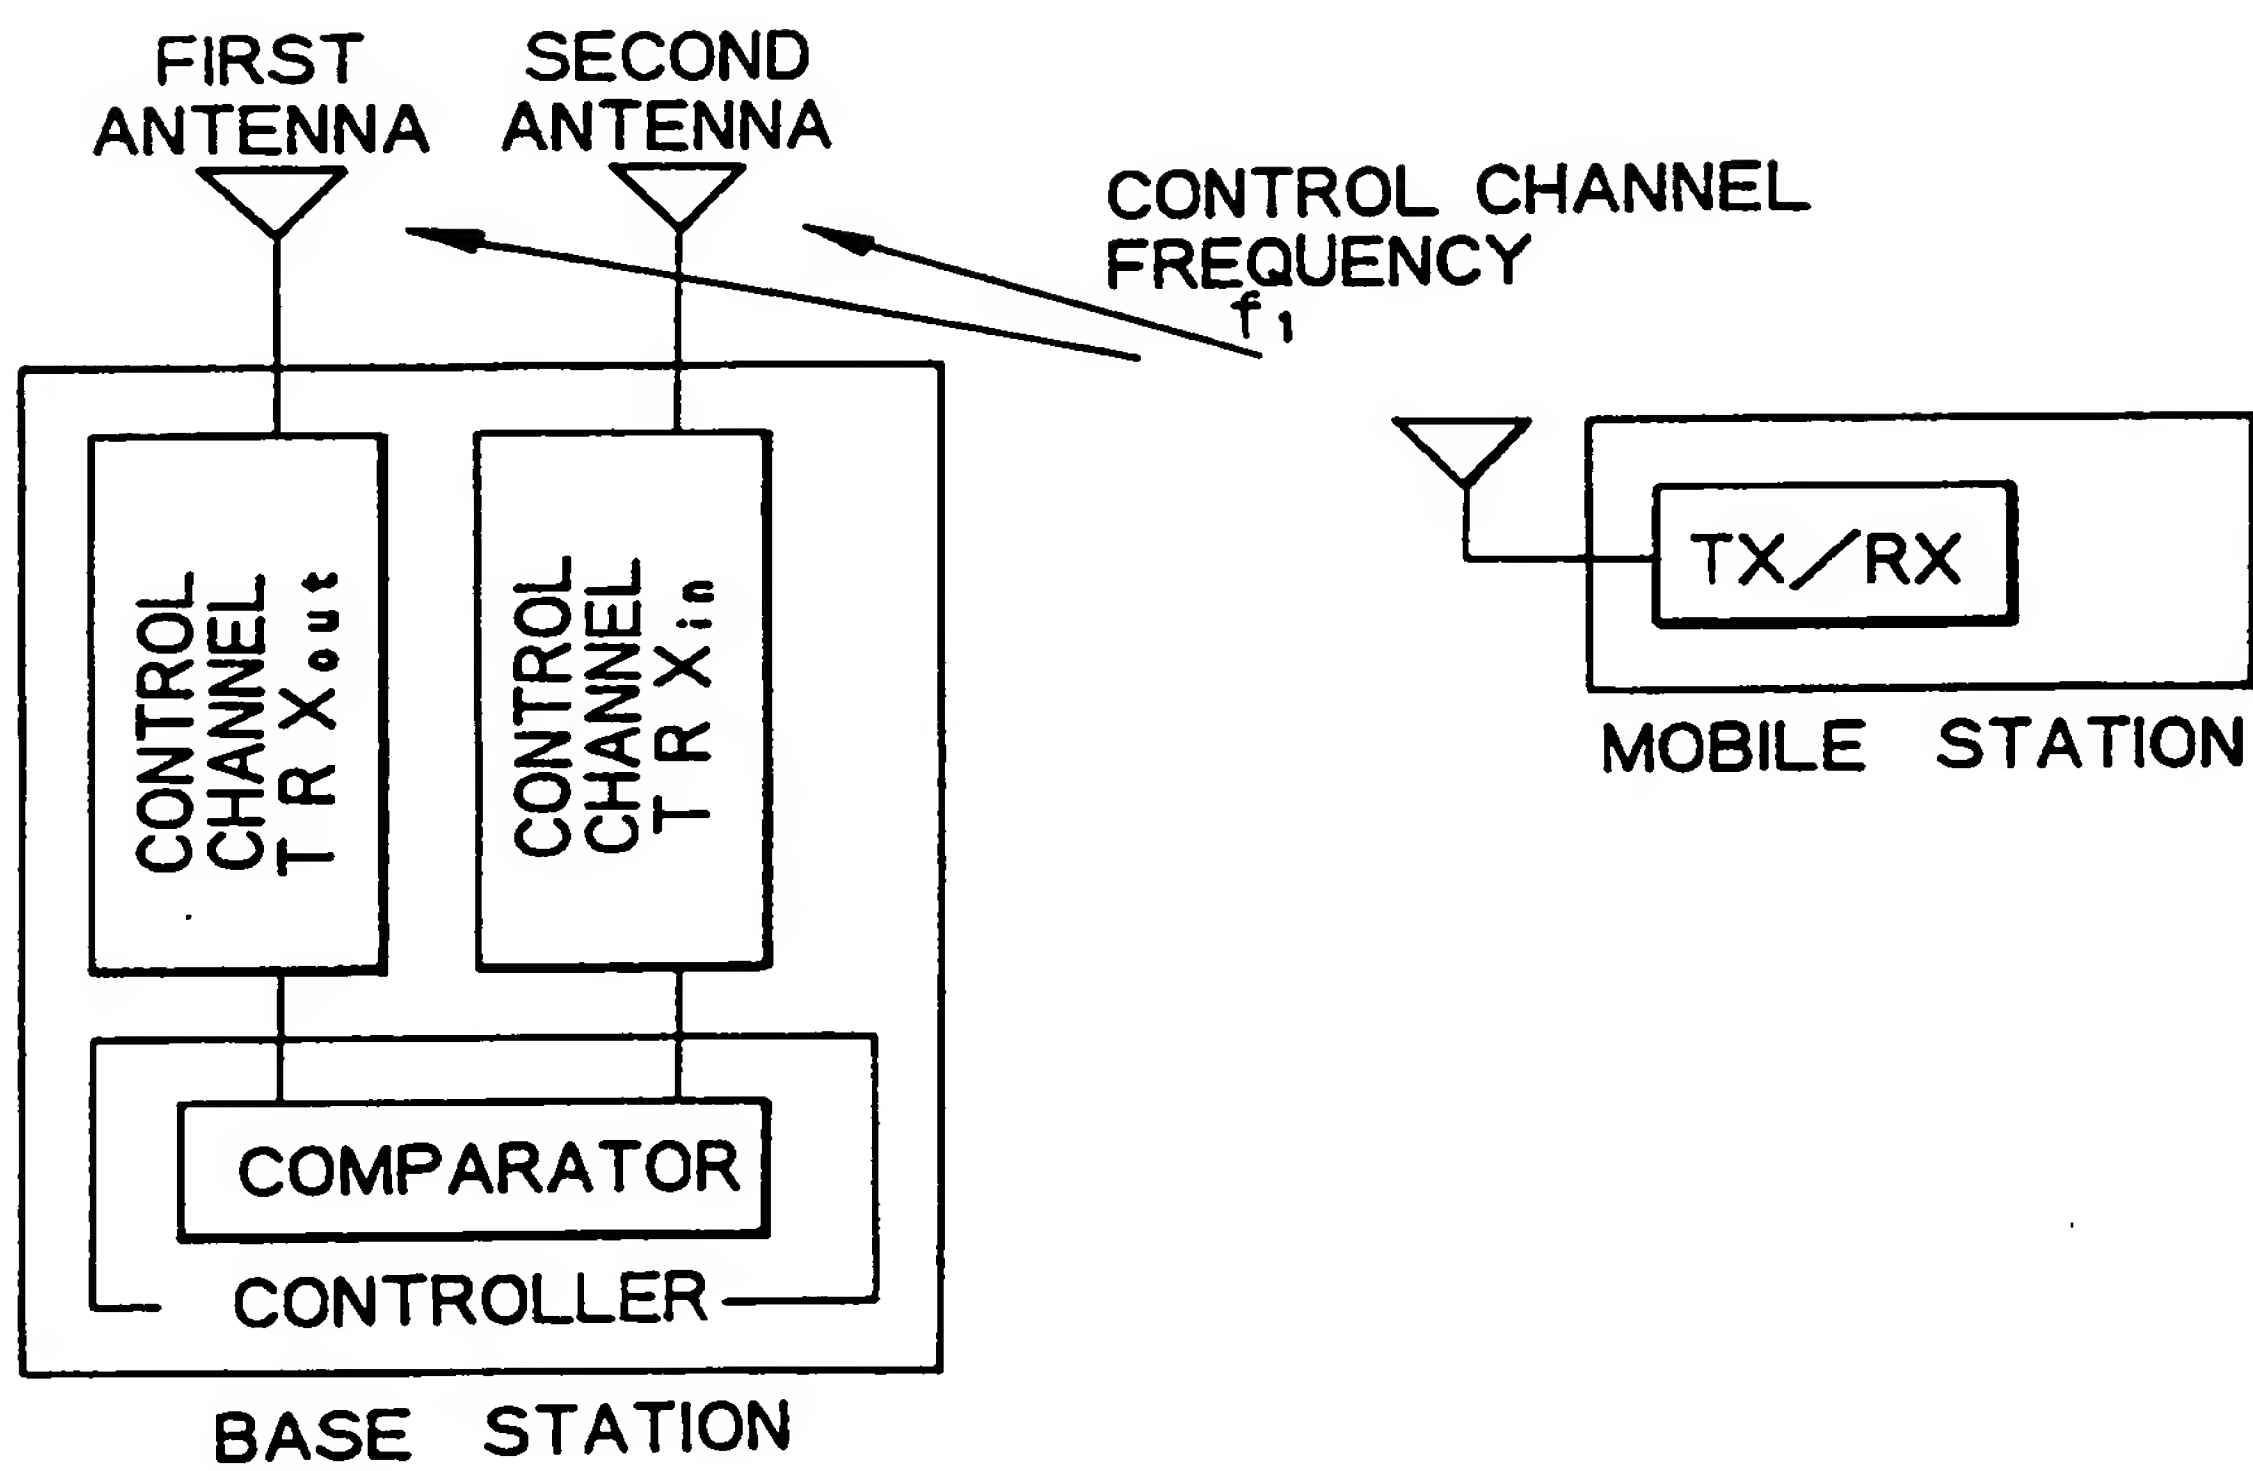 FIRST
ANTENNA
SECOND
ANTENNA
CONTROL CHANNEL
FREQUENCY
f1
CONTROL
CHANNEL
TRXout
CONTROL
CHANNEL
TRXin
TX/RX
MOBILE STATION
COMPARATOR
CONTROLLER
BASE STATION